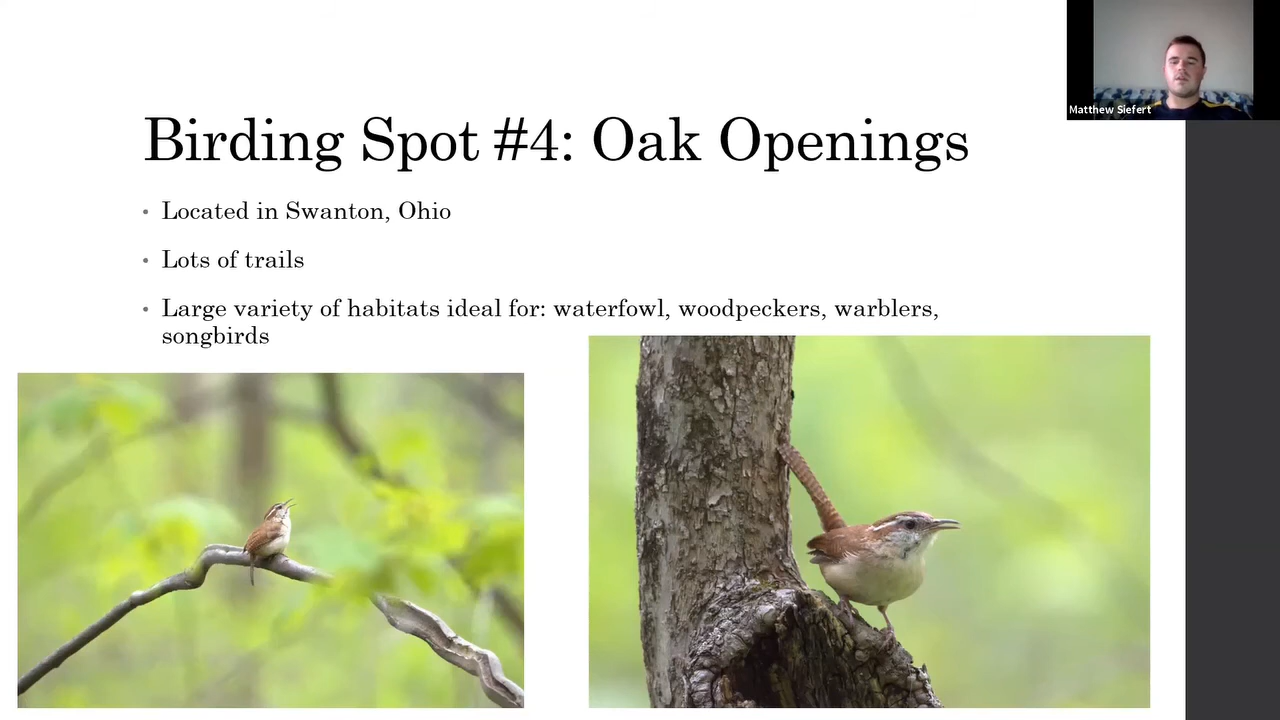 Matthew Siefert
Birding Spot #4: Oak Openings
• Located in Swanton, Ohio
• Lots of trails
• Large variety of habitats ideal for: waterfowl, woodpeckers, warblers,
songbirds